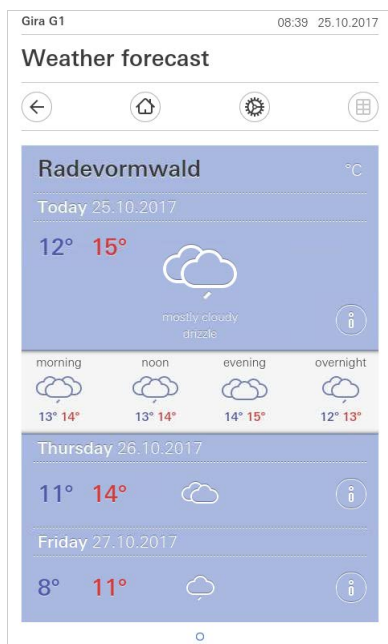 Gira G1 08:39 25.10.2017
Weather forecast
Radevormwald °C
Today 25.10.2017
12° 15°
mostly cloudy
drizzle
i
morning noon evening overnight
13° 14° 13° 14° 14° 15° 12° 13°
Thursday 26.10.2017
11° 14° i
Friday 27.10.2017
8° 11° i